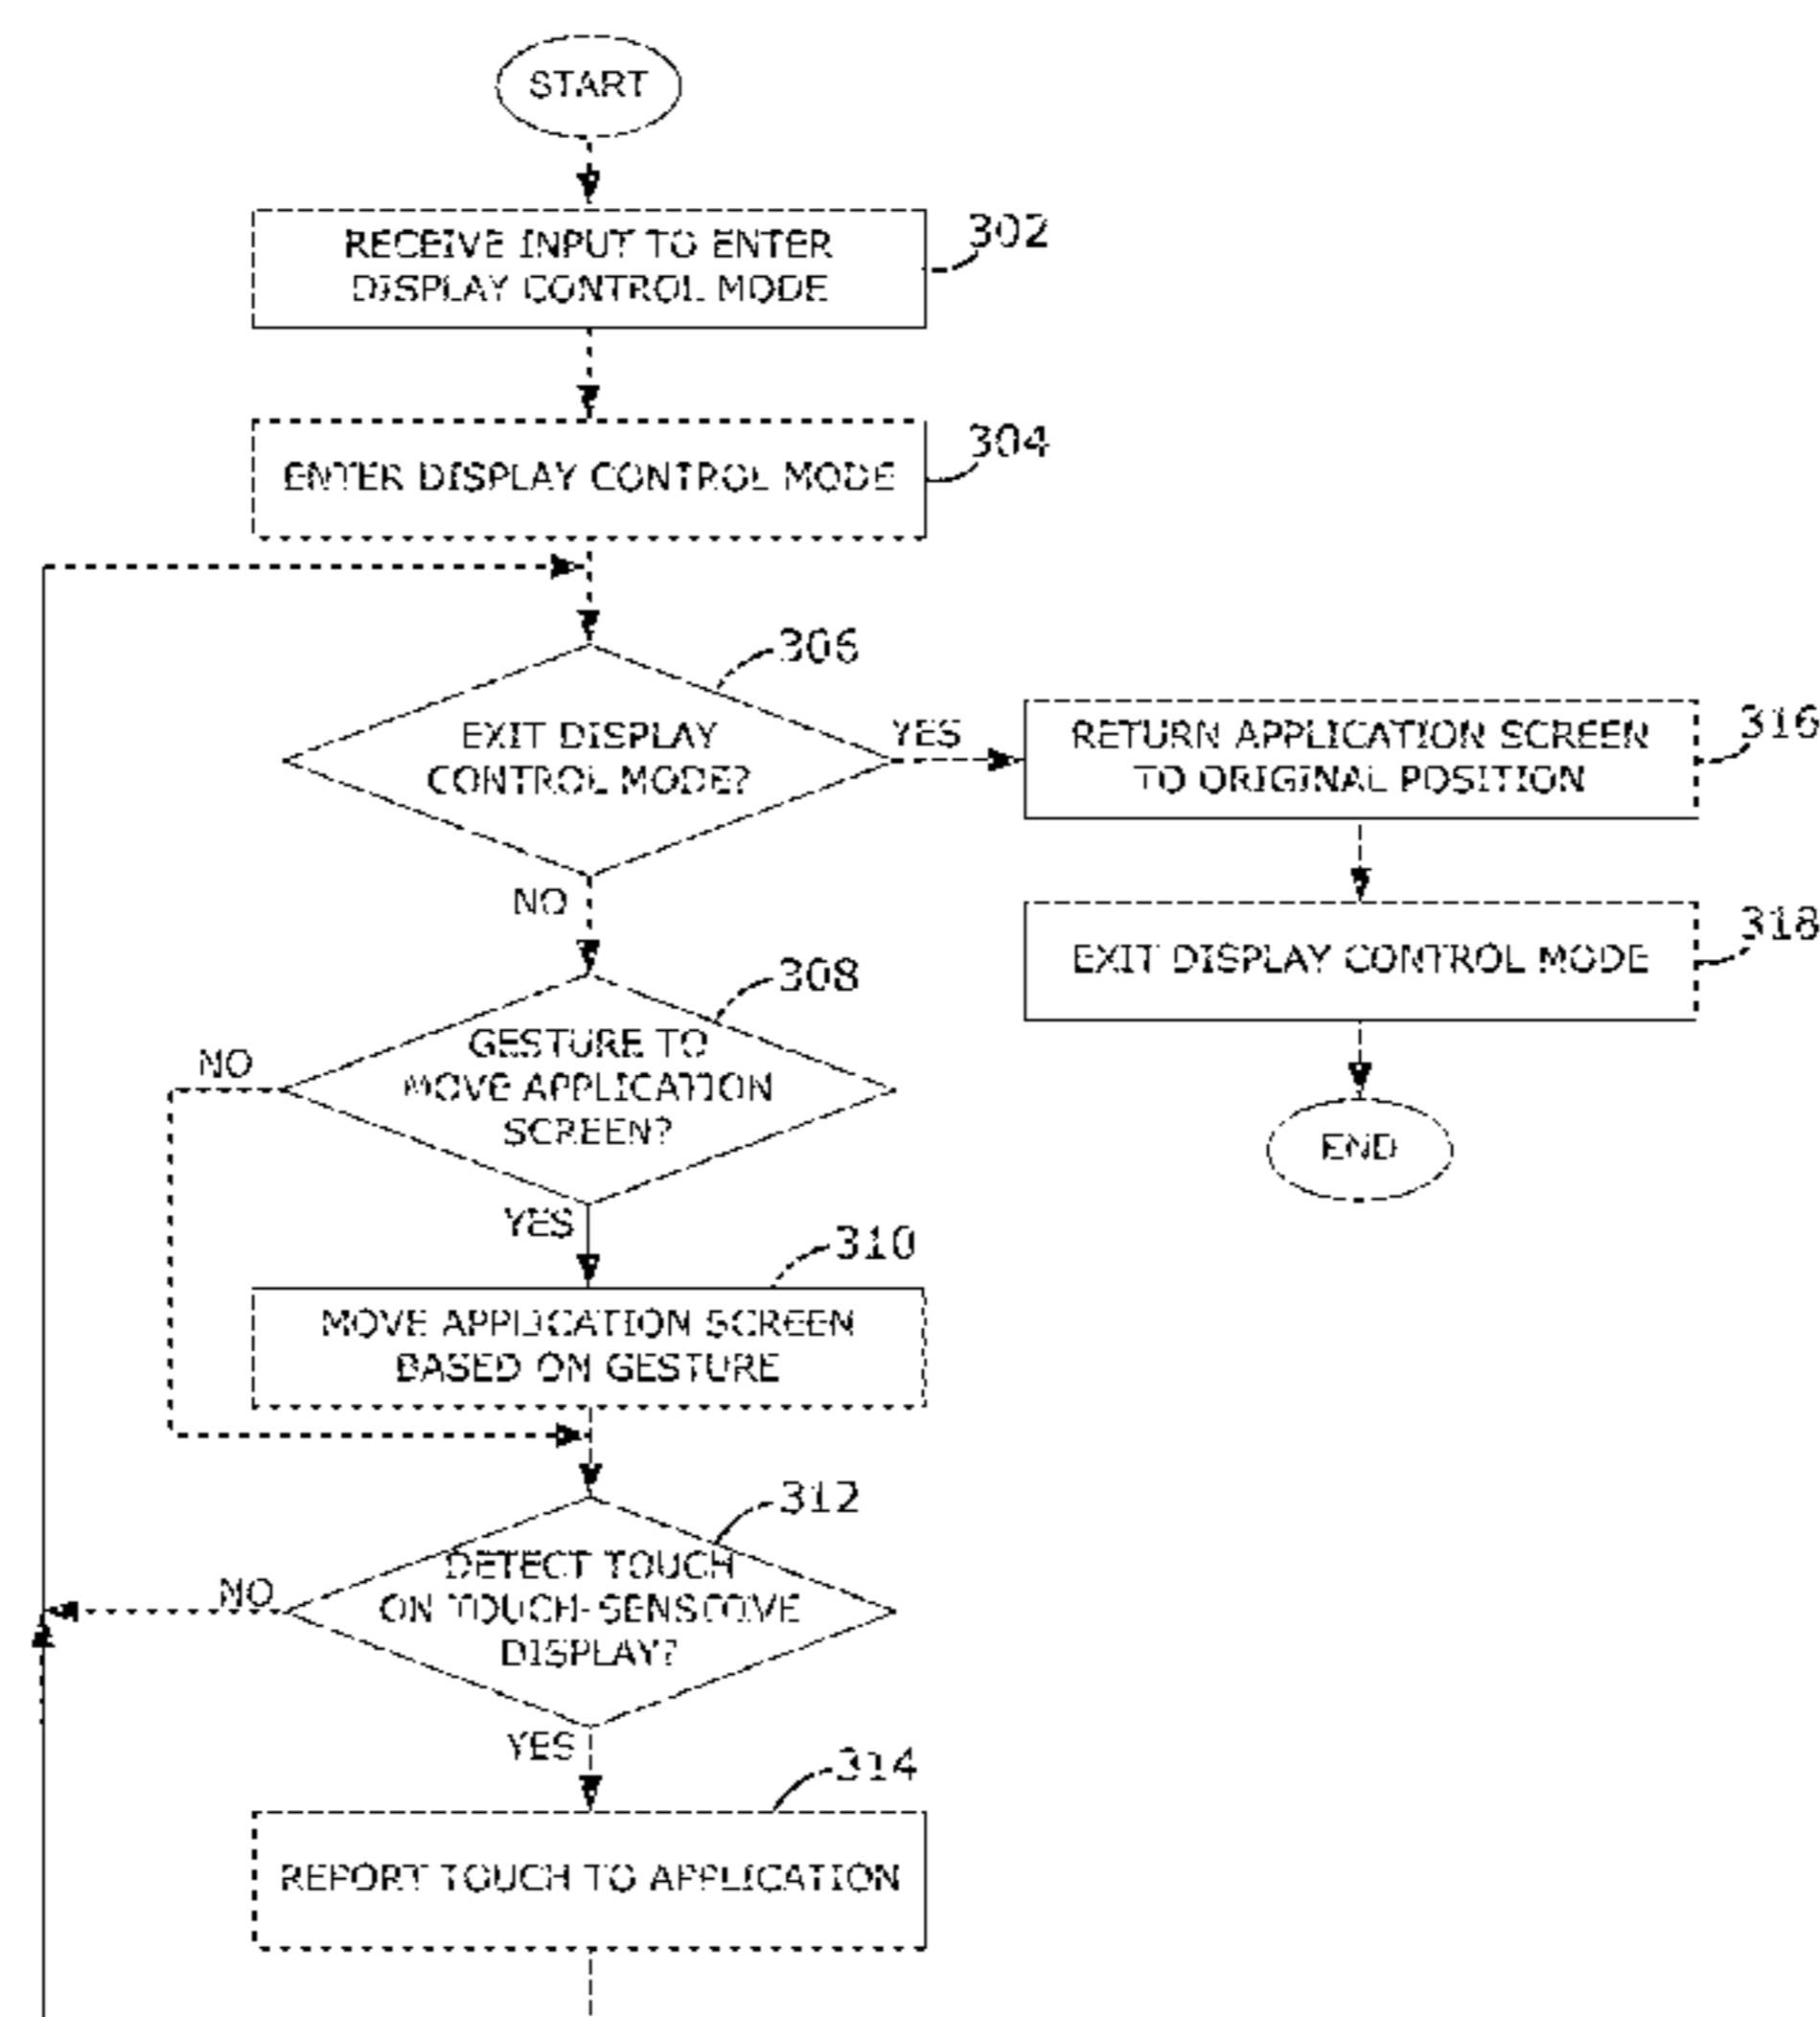 START
RECEIVE INPUT TO ENTER
DISPLAY CONTROL MODE
302
ENTER DISPLAY CONTROL MODE
304
306
EXIT DISPLAY
CONTROL MODE?
YES
RETURN APPLICATION SCREEN
TO ORIGINAL POSITION
316
NO
318
EXIT DISPLAY CONTROL MODE
308
GESTURE TO
MOVE APPLICATION
SCREEN?
NO
END
YES
310
MOVE APPLICATION SCREEN
BASED ON GESTURE
312
DETECT TOUCH
ON TOUCH-SENSITIVE
DISPLAY?
NO
YES
314
REPORT TOUCH TO APPLICATION